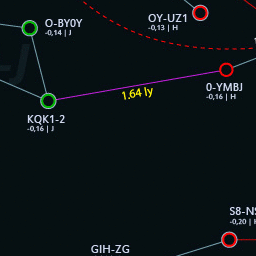 OY-UZ1
-0,13 | H
O-BY0Y
-0,14 | J
1.64 ly
0-YMBJ
-0,16 | H
KQK1-2
-0,16 | J
S8-NS
-0,20 | H
GIH-ZG